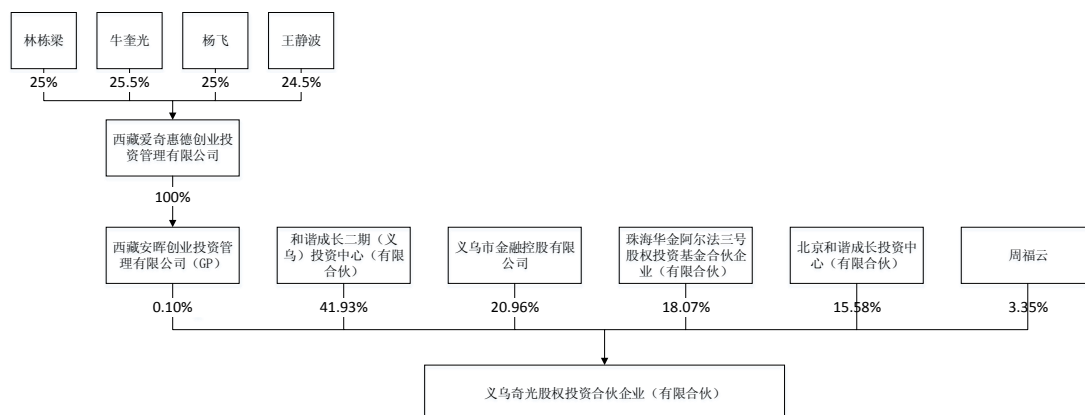 林栋梁
牛奎光
杨飞
王静波
25%
25.5%
25%
24.5%
西藏爱奇惠德创业投
资管理有限公司
100%
西藏安晖创业投资管
理有限公司（GP）
和谐成长二期（义
乌）投资中心（有限
合伙）
义乌市金融控股有限
公司
珠海华金阿尔法三号
股权投资基金合伙企
业（有限合伙）
北京和谐成长投资中
心（有限合伙）
周福云
0.10%
41.93%
20.96%
18.07%
15.58%
3.35%
义乌奇光股权投资合伙企业（有限合伙）